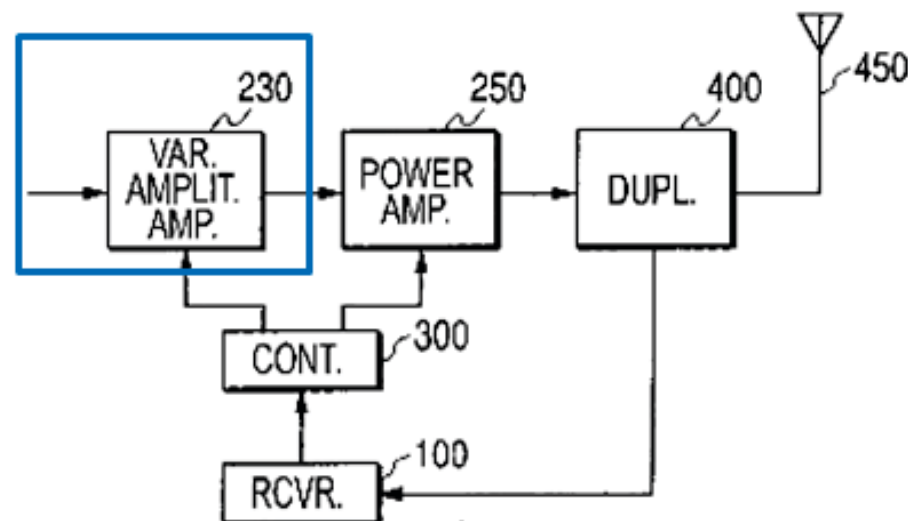 230
VAR.
AMPLIT.
AMP.
250
POWER
AMP.
400
DUPL.
450
CONT.
300
100
RCVR.